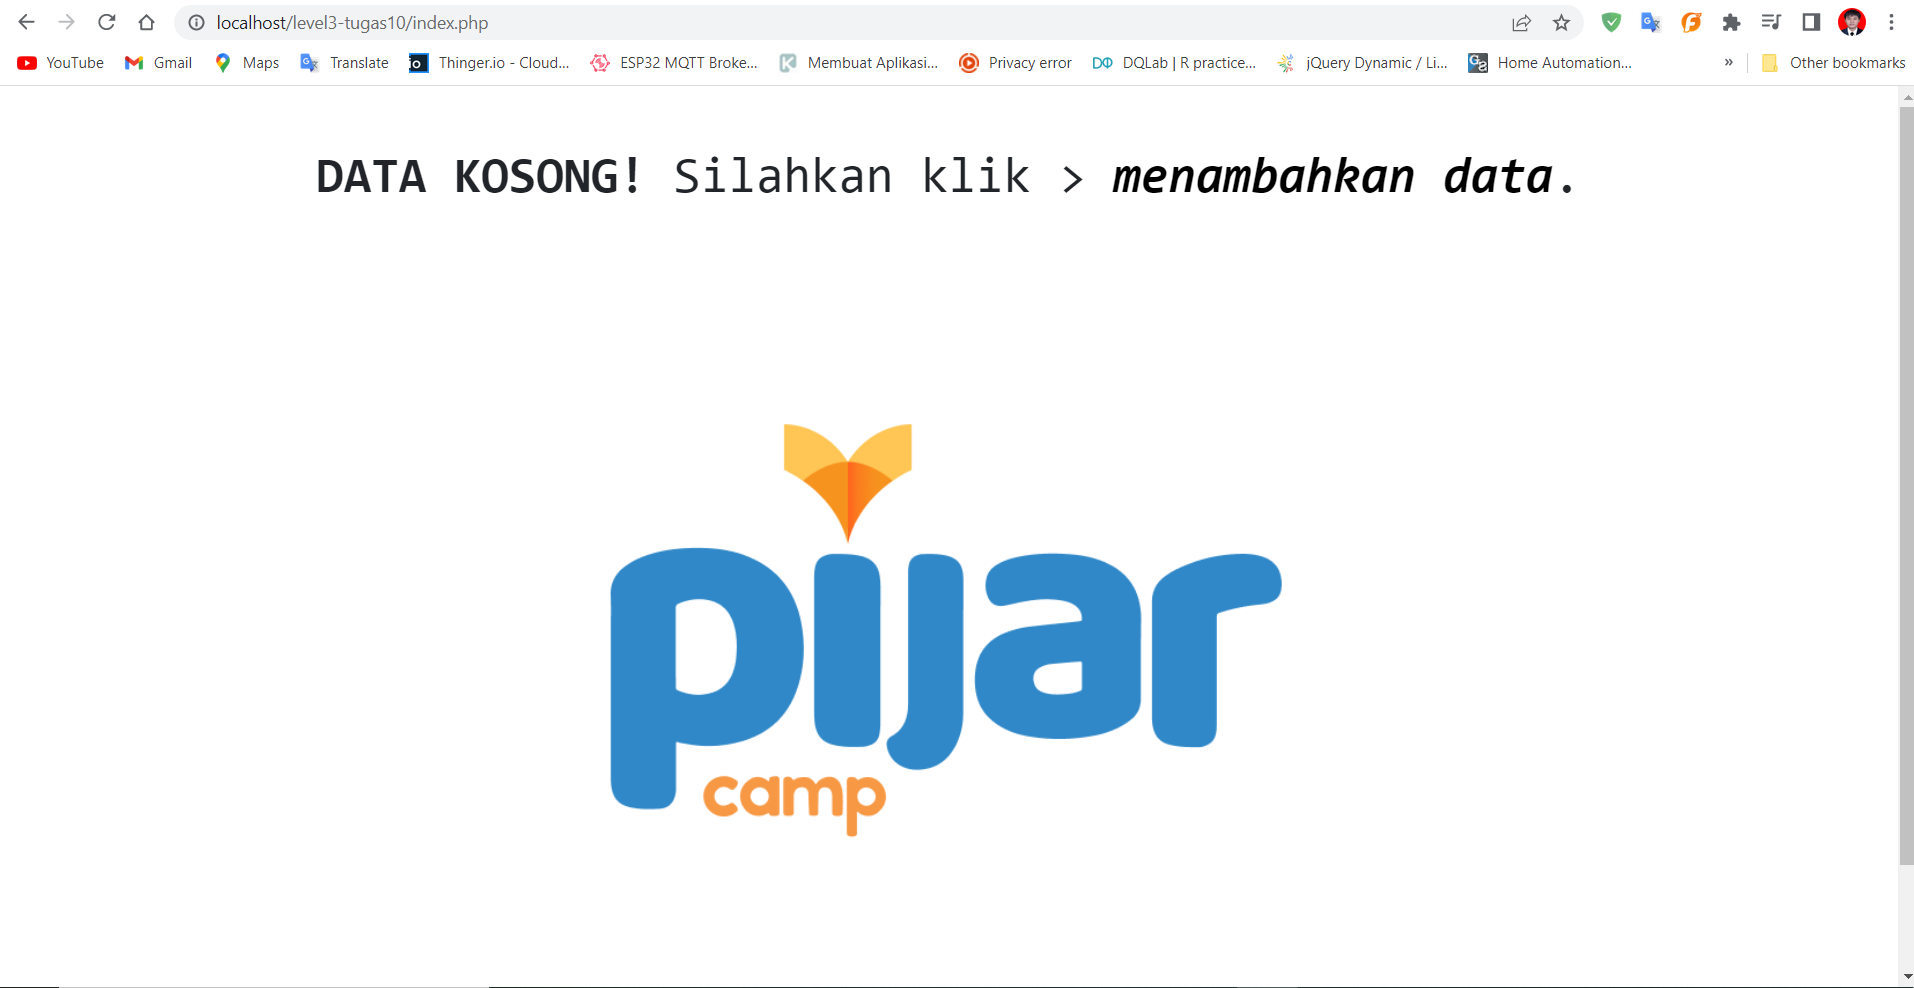 localhost/level3-tugas10/index.php
YouTube Gmail Maps Translate Thinger.io - Cloud... ESP32 MQTT Broke... Membuat Aplikasi... Privacy error DQLab | R practice... jQuery Dynamic / Li... Home Automation... » Other bookmarks
DATA KOSONG! Silahkan klik > menambahkan data.
pijar
camp